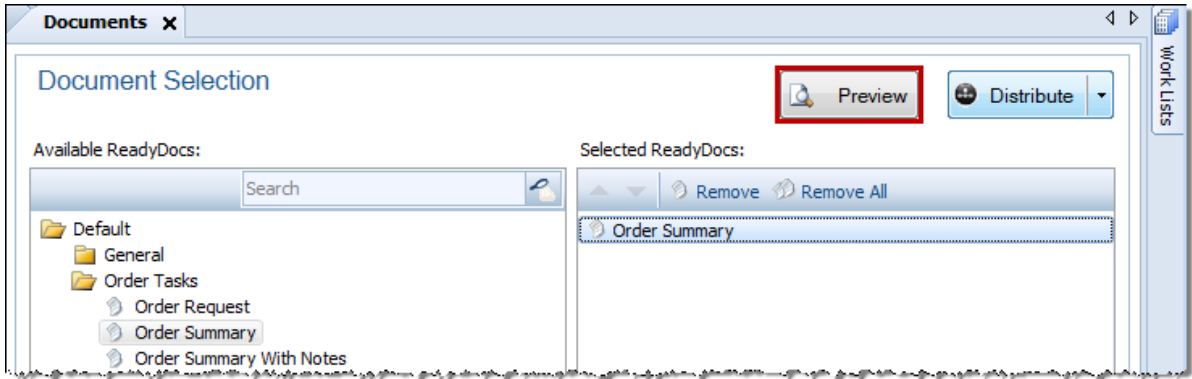 Documents
Work Lists
Document Selection
Preview
Distribute
Available ReadyDocs:
Selected ReadyDocs:
Search
Remove
Remove All
Default
General
Order Tasks
Order Request
Order Summary
Order Summary With Notes
Order Summary